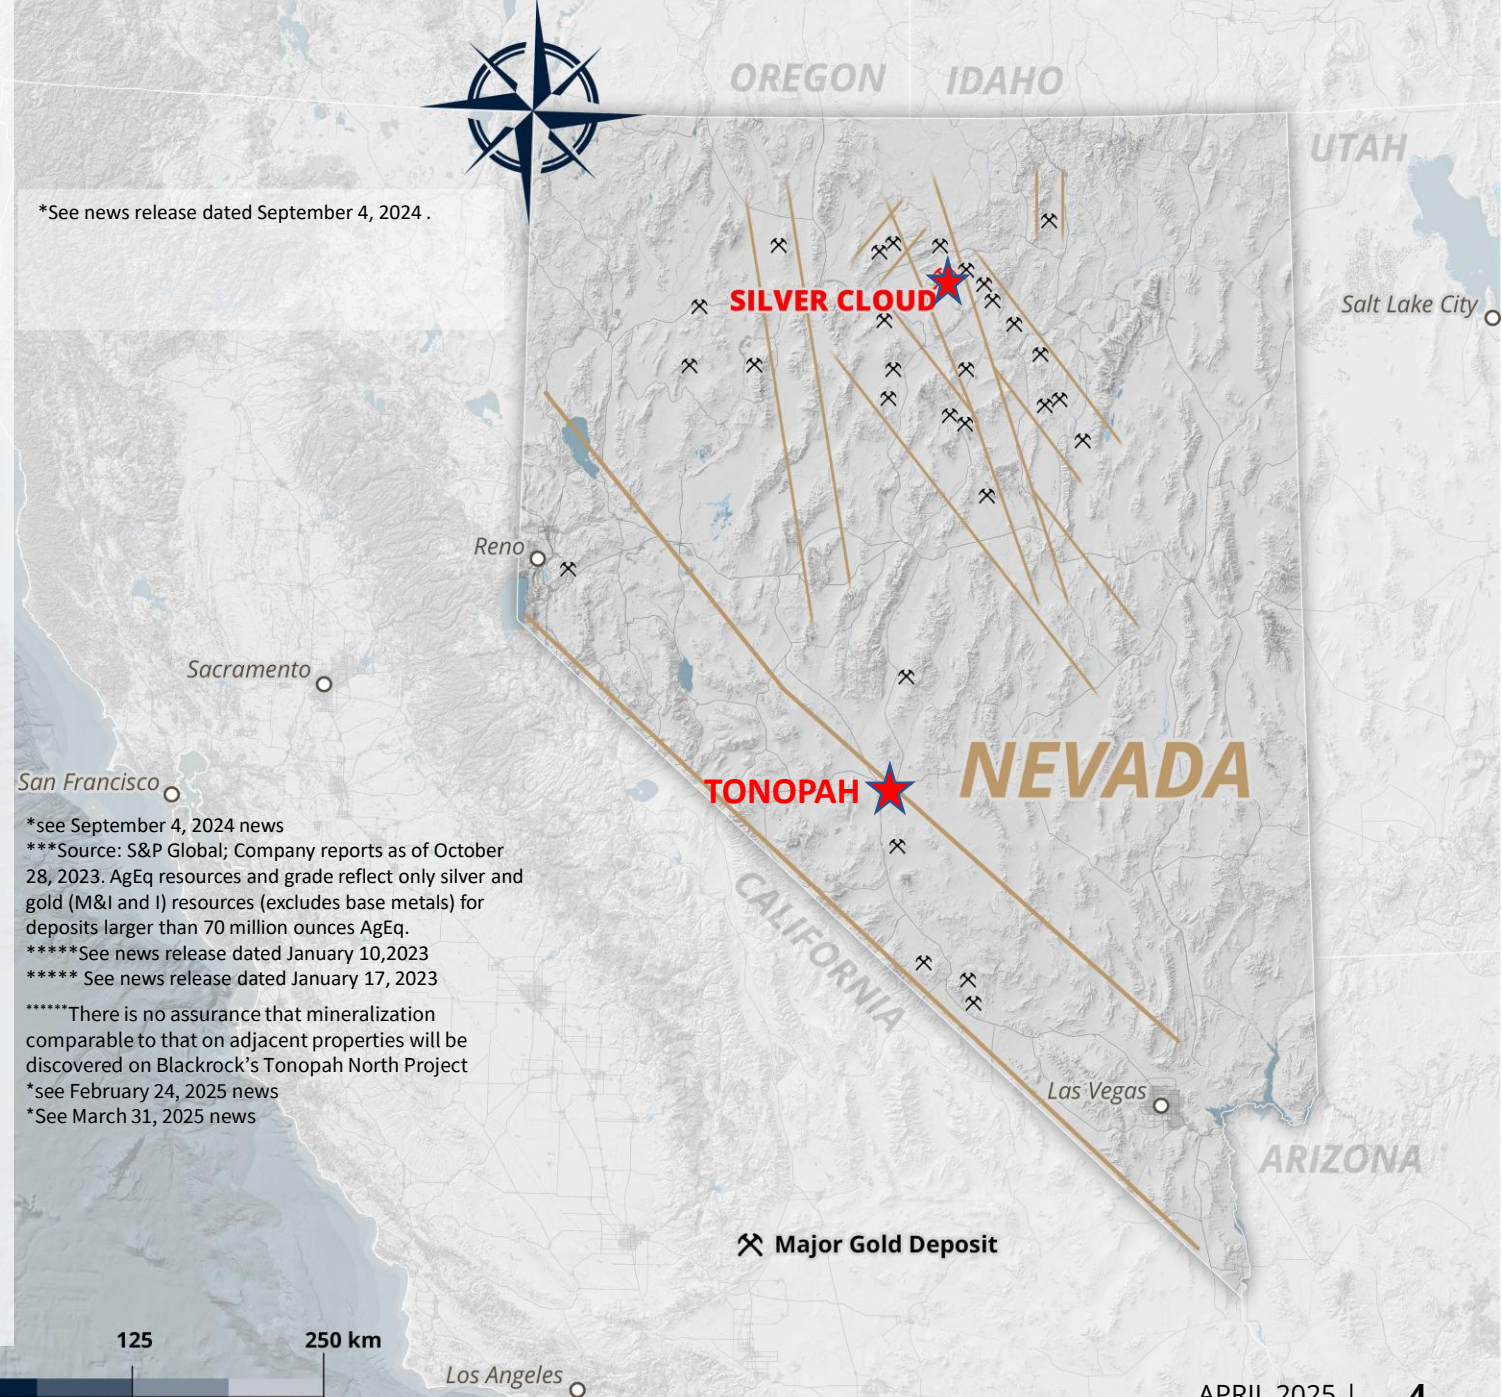 OREGON IDAHO
UTAH
*See news release dated September 4, 2024 .
SILVER CLOUD
Salt Lake City
Reno
Sacramento
NEVADA
San Francisco
TONOPAH
*see September 4, 2024 news
***Source: S&P Global; Company reports as of October
28, 2023. AgEq resources and grade reflect only silver and
gold (M&I and I) resources (excludes base metals) for
deposits larger than 70 million ounces AgEq.
*****See news release dated January 10,2023
***** See news release dated January 17, 2023
******There is no assurance that mineralization
comparable to that on adjacent properties will be
discovered on Blackrock’s Tonopah North Project
*see February 24, 2025 news
*See March 31, 2025 news
CALIFORNIA
Las Vegas
ARIZONA
Major Gold Deposit
125 250 km
Los Angeles
APRIL 2025 | 4